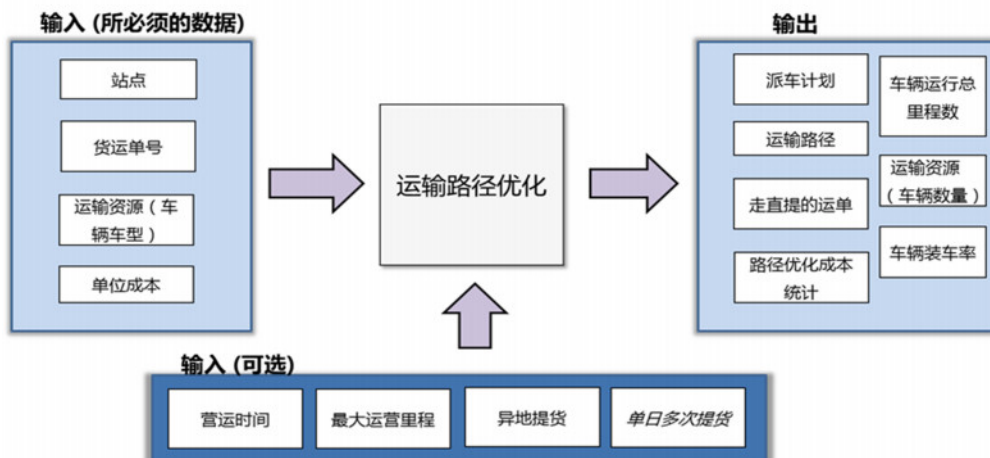 输入 (所必须的数据)
站点
货运单号
运输资源（车
辆车型）
单位成本
运输路径优化
输出
派车计划
运输路径
走直提的运单
路径优化成本
统计
车辆运行总
里程数
运输资源
（车辆数量）
车辆装车率
输入 (可选)
营运时间
最大运营里程
异地提货
单日多次提货